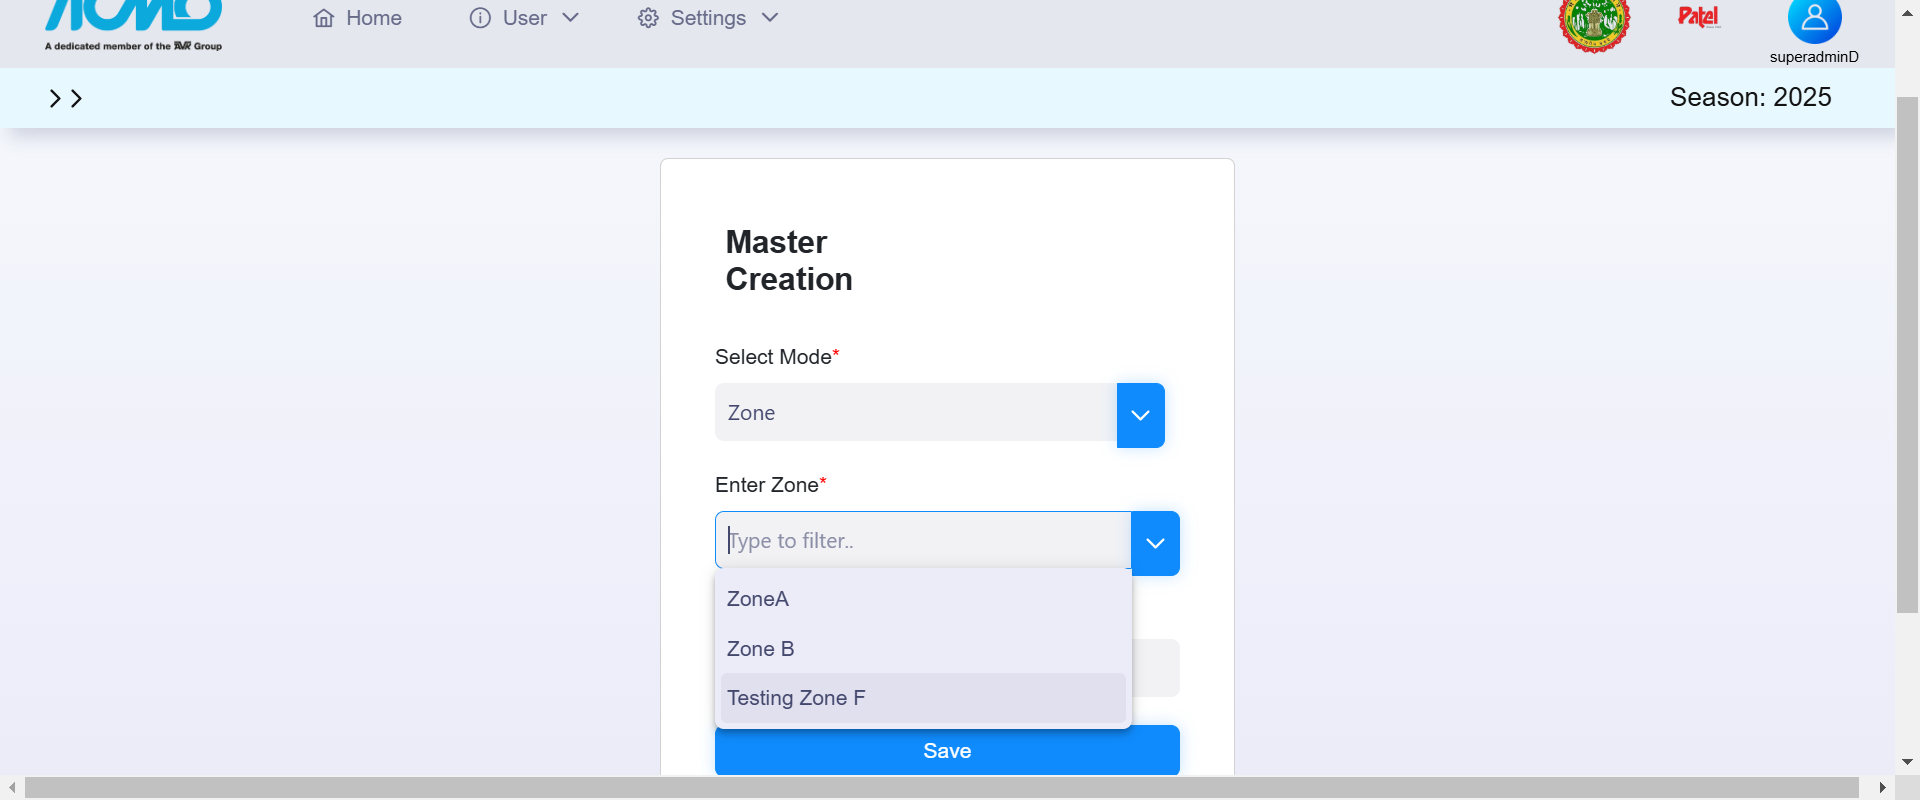 A dedicated member of the AVR Group
Home
User
Settings
Patel
superadminD
Season: 2025
Master
Creation
Select Mode*
Zone
Enter Zone*
Type to filter..
ZoneA
Zone B
Testing Zone F
Save